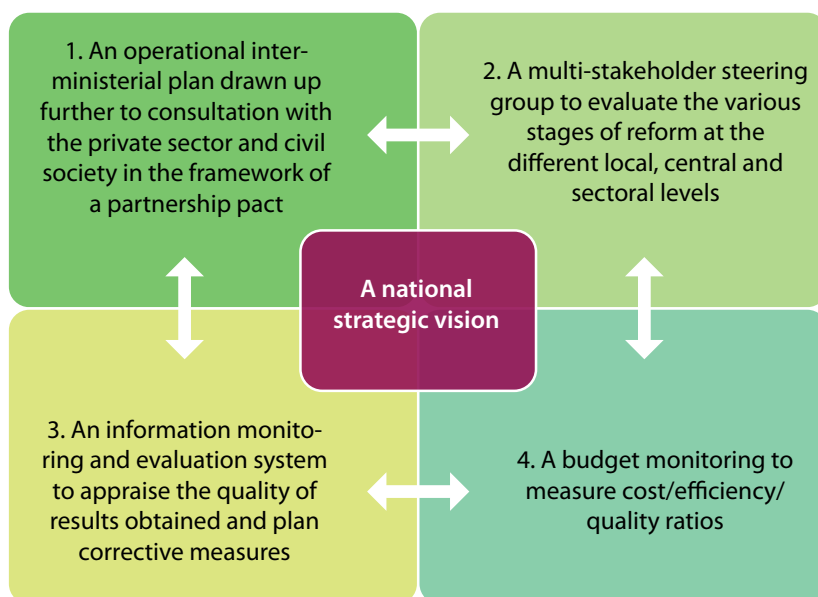 1. An operational inter-
ministerial plan drawn up
further to consultation with
the private sector and civil
society in the framework of
a partnership pact
2. A multi-stakeholder steering
group to evaluate the various
stages of reform at the
different local, central and
sectoral levels
A national
strategic vision
3. An information monito-
ring and evaluation system
to appraise the quality of
results obtained and plan
corrective measures
4. A budget monitoring to
measure cost/efficiency/
quality ratios